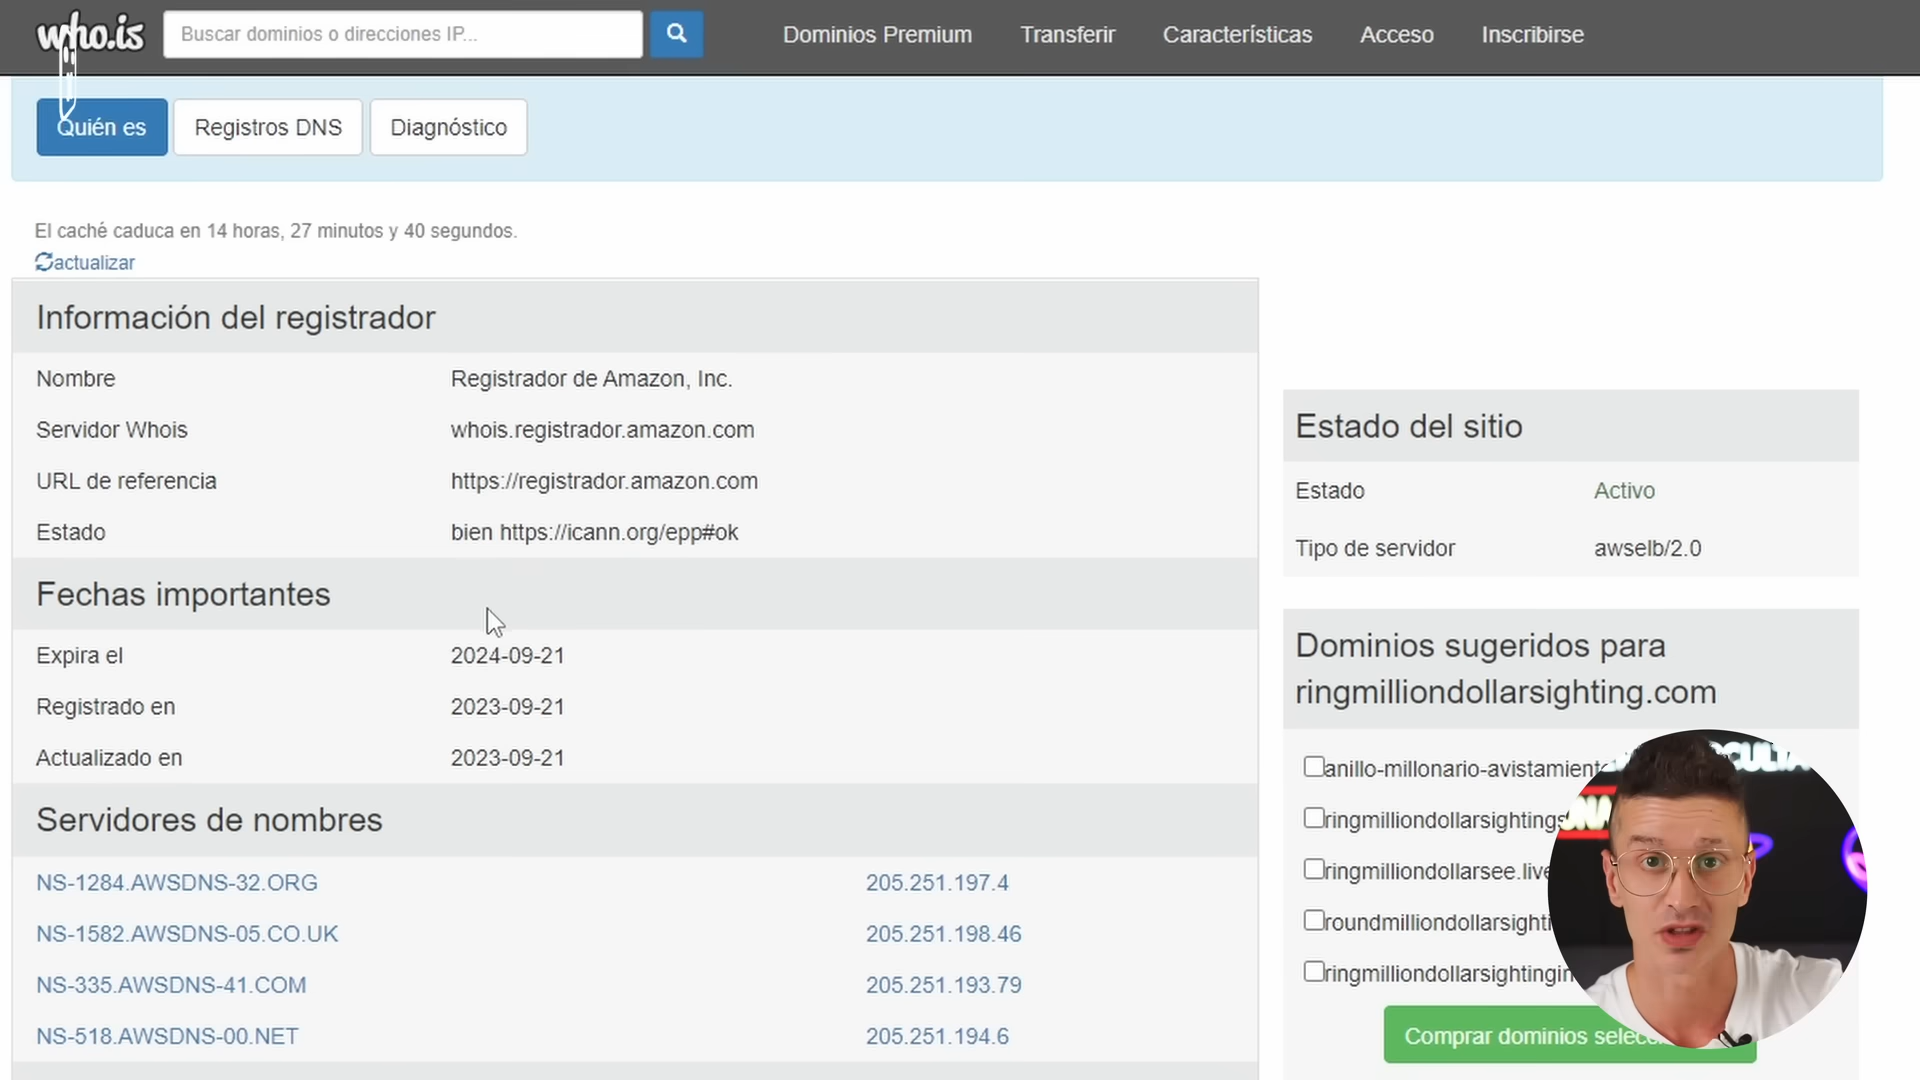 who.is
Buscar dominios o direcciones IP...
Dominios Premium
Transferir
Características
Acceso
Inscribirse
Quién es
Registros DNS
Diagnóstico
El caché caduca en 14 horas, 27 minutos y 40 segundos.
actualizar
Información del registrador
Nombre Registrador de Amazon, Inc.
Servidor Whois whois.registrador.amazon.com
URL de referencia https://registrador.amazon.com
Estado bien https://icann.org/epp#ok
Fechas importantes
Expira el 2024-09-21
Registrado en 2023-09-21
Actualizado en 2023-09-21
Servidores de nombres
NS-1284.AWSDNS-32.ORG 205.251.197.4
NS-1582.AWSDNS-05.CO.UK 205.251.198.46
NS-335.AWSDNS-41.COM 205.251.193.79
NS-518.AWSDNS-00.NET 205.251.194.6
Estado del sitio
Estado Activo
Tipo de servidor awselb/2.0
Dominios sugeridos para
ringmilliondollarsighting.com
anillo-millonario-avistamient
ringmilliondollarsightings
ringmilliondollarsee.live
roundmilliondollarsighti
ringmilliondollarsightingin
Comprar dominios selec